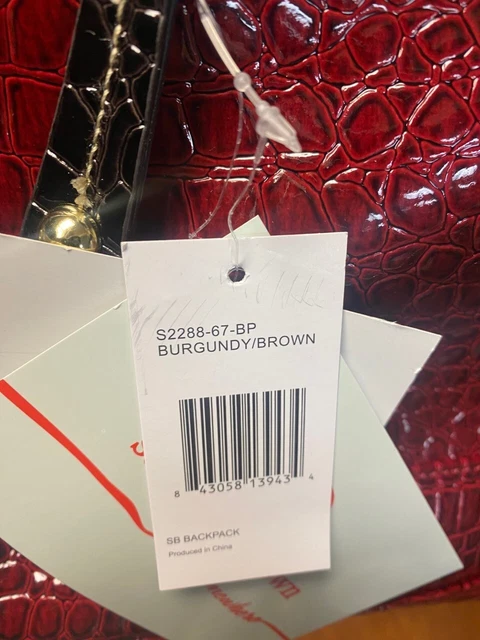 S2288-67-BP
BURGUNDY/BROWN
8 43058 13943 4
SB BACKPACK
Produced in China